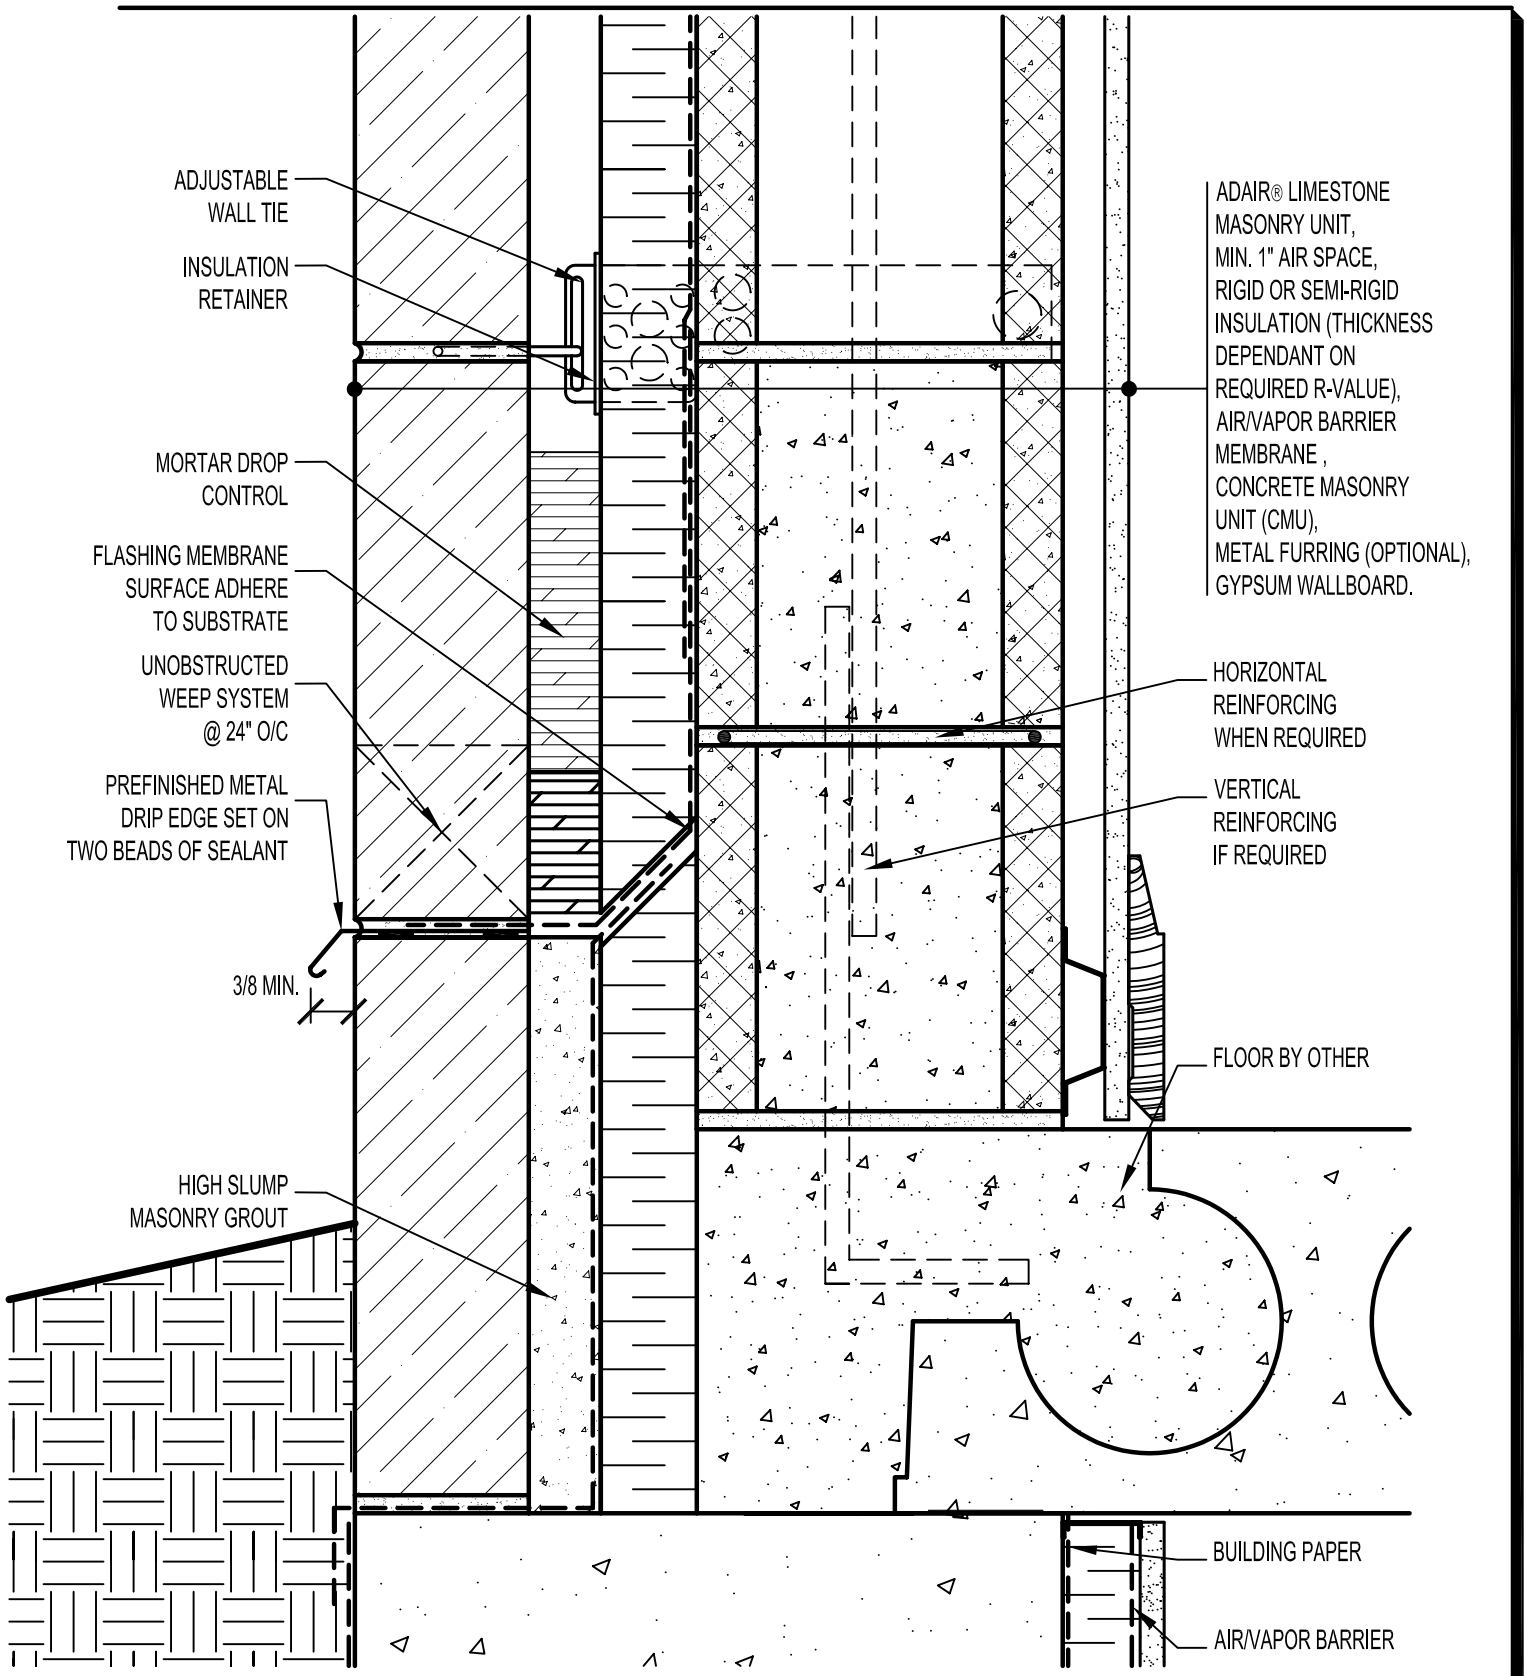 ADJUSTABLE
WALL TIE
INSULATION
RETAINER
MORTAR DROP
CONTROL
FLASHING MEMBRANE
SURFACE ADHERE
TO SUBSTRATE
UNOBSTRUCTED
WEEP SYSTEM
@ 24" O/C
PREFINISHED METAL
DRIP EDGE SET ON
TWO BEADS OF SEALANT
3/8 MIN.
HIGH SLUMP
MASONRY GROUT
ADAIR® LIMESTONE
MASONRY UNIT,
MIN. 1" AIR SPACE,
RIGID OR SEMI-RIGID
INSULATION (THICKNESS
DEPENDANT ON
REQUIRED R-VALUE),
AIR/VAPOR BARRIER
MEMBRANE ,
CONCRETE MASONRY
UNIT (CMU),
METAL FURRING (OPTIONAL),
GYPSUM WALLBOARD.
HORIZONTAL
REINFORCING
WHEN REQUIRED
VERTICAL
REINFORCING
IF REQUIRED
FLOOR BY OTHER
BUILDING PAPER
AIR/VAPOR BARRIER